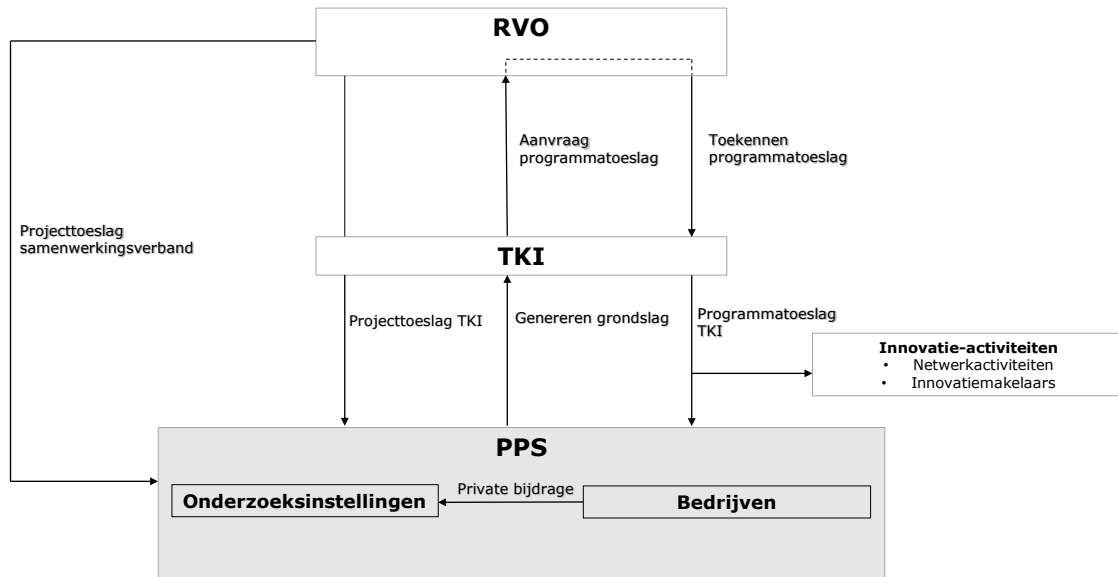 RVO
Aanvraag
programmatoeslag
Toekennen
programmatoeslag
Projecttoeslag
samenwerkingsverband
TKI
Projecttoeslag TKI
Genereren grondslag
Programmatoeslag
TKI
Innovatie-activiteiten
• Netwerkactiviteiten
• Innovatiemakelaars
PPS
Onderzoeksinstellingen
Private bijdrage
Bedrijven